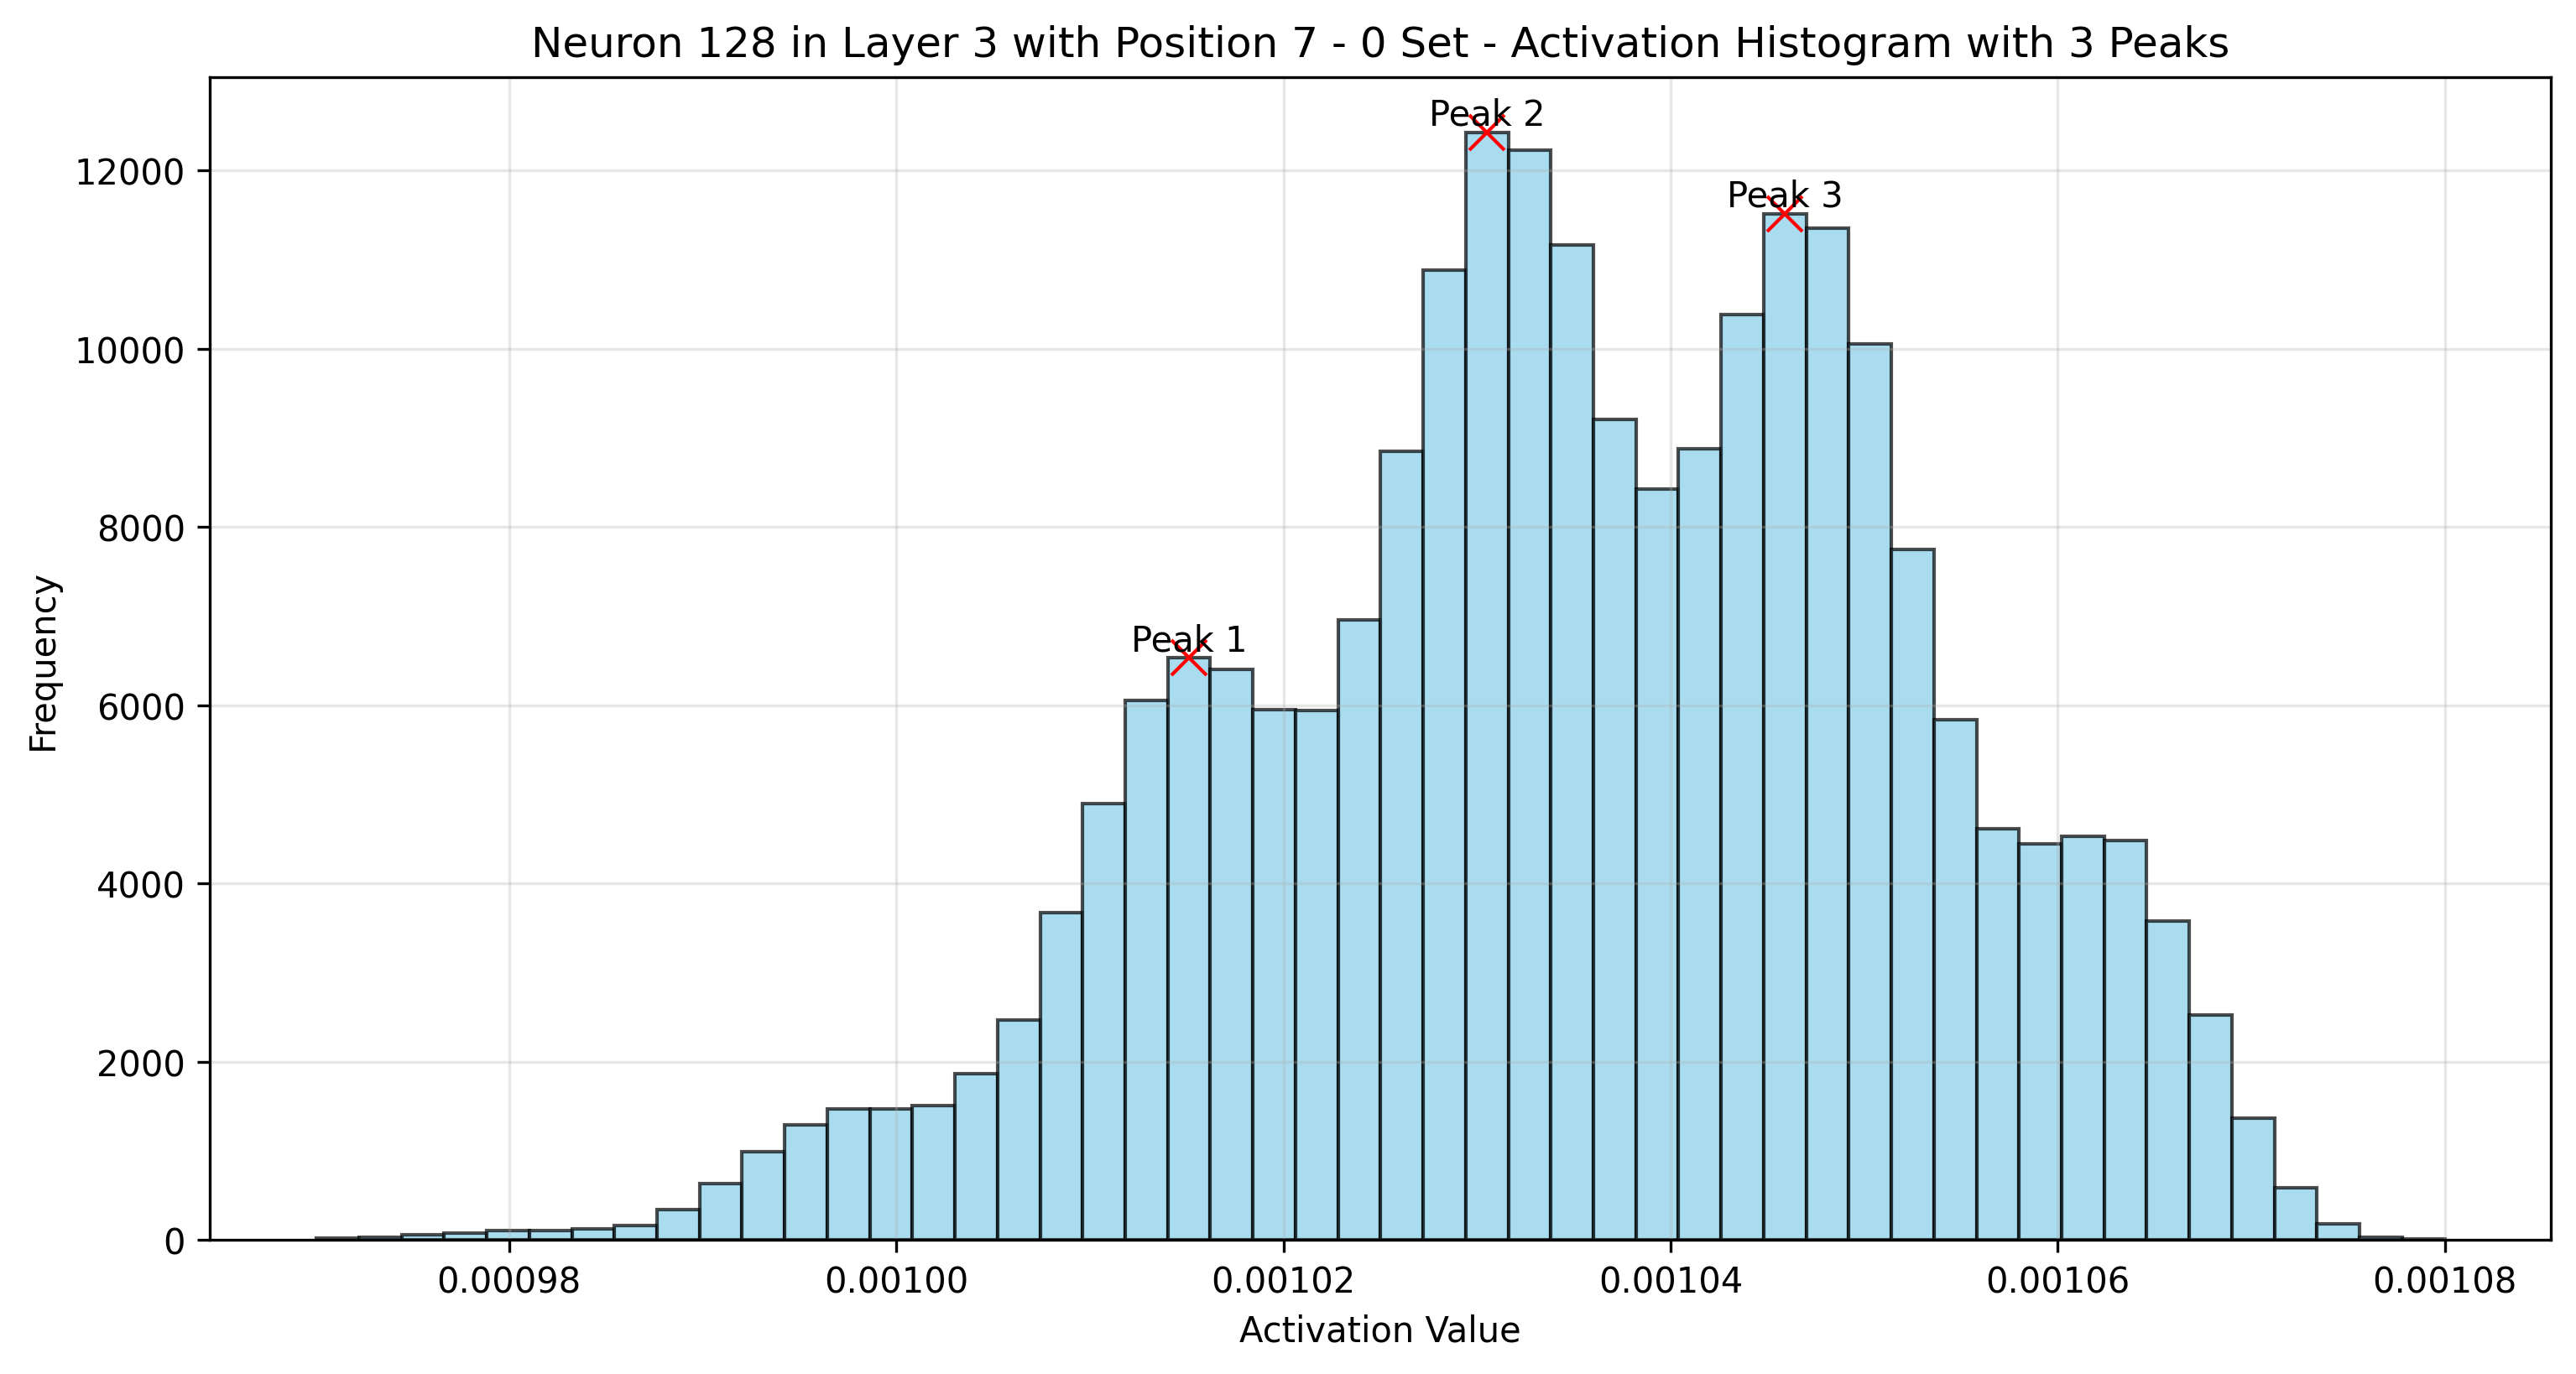 Neuron 128 in Layer 3 with Position 7 - 0 Set - Activation Histogram with 3 Peaks
Peak 2
12000
Peak 3
10000
8000
Frequency
Peak 1
6000
4000
2000
0
0.00098 0.00100 0.00102 0.00104 0.00106 0.00108
Activation Value